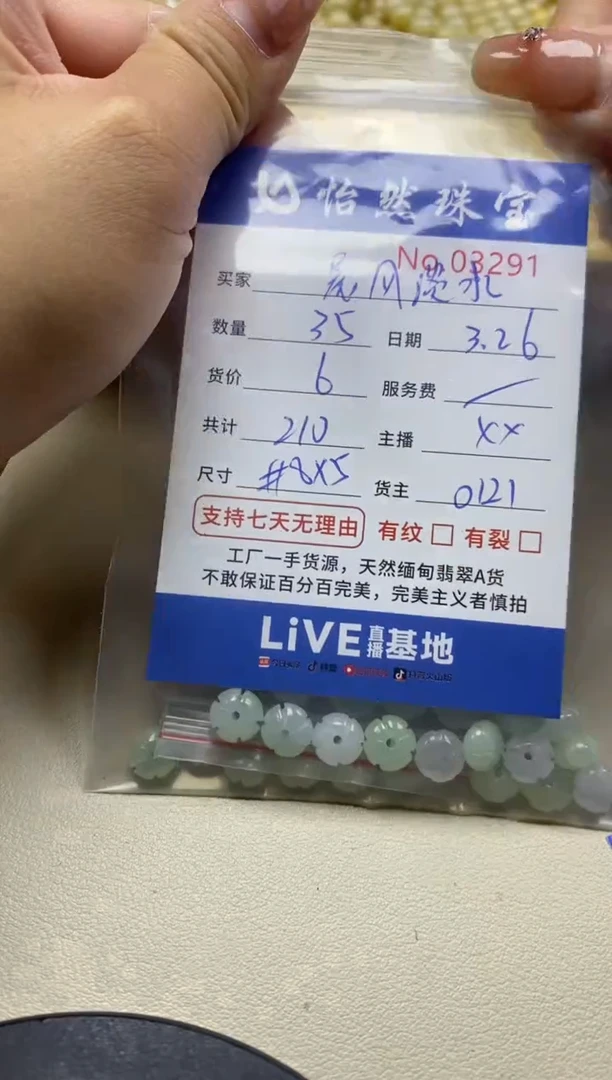 怡然珠宝
No.03291
买家
数量 35 日期 3.26
货价 6 服务费 /
共计 210 主播 XX
尺寸 #8X5 货主 0121
支持七天无理由 有纹 □ 有裂 □
工厂一手货源，天然缅甸翡翠A货
不敢保证百分百完美，完美主义者慎拍
LiVE直播基地